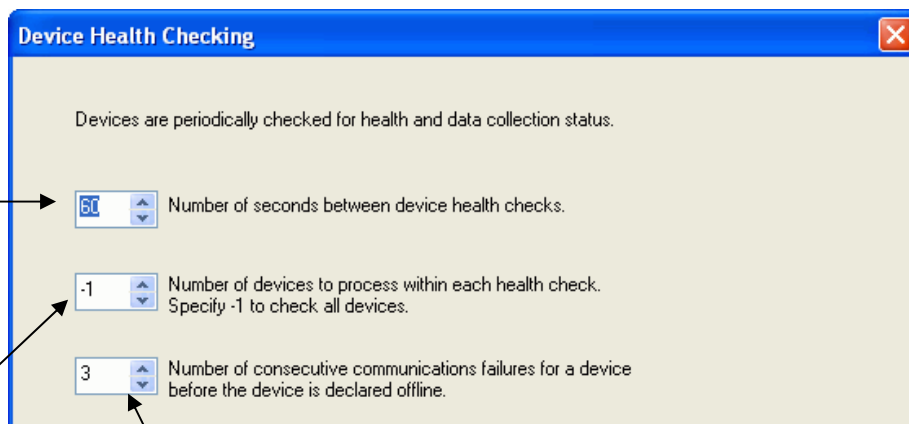 Device Health Checking
Devices are periodically checked for health and data collection status.
60 Number of seconds between device health checks.
-1 Number of devices to process within each health check.
Specify -1 to check all devices.
3 Number of consecutive communications failures for a device
before the device is declared offline.